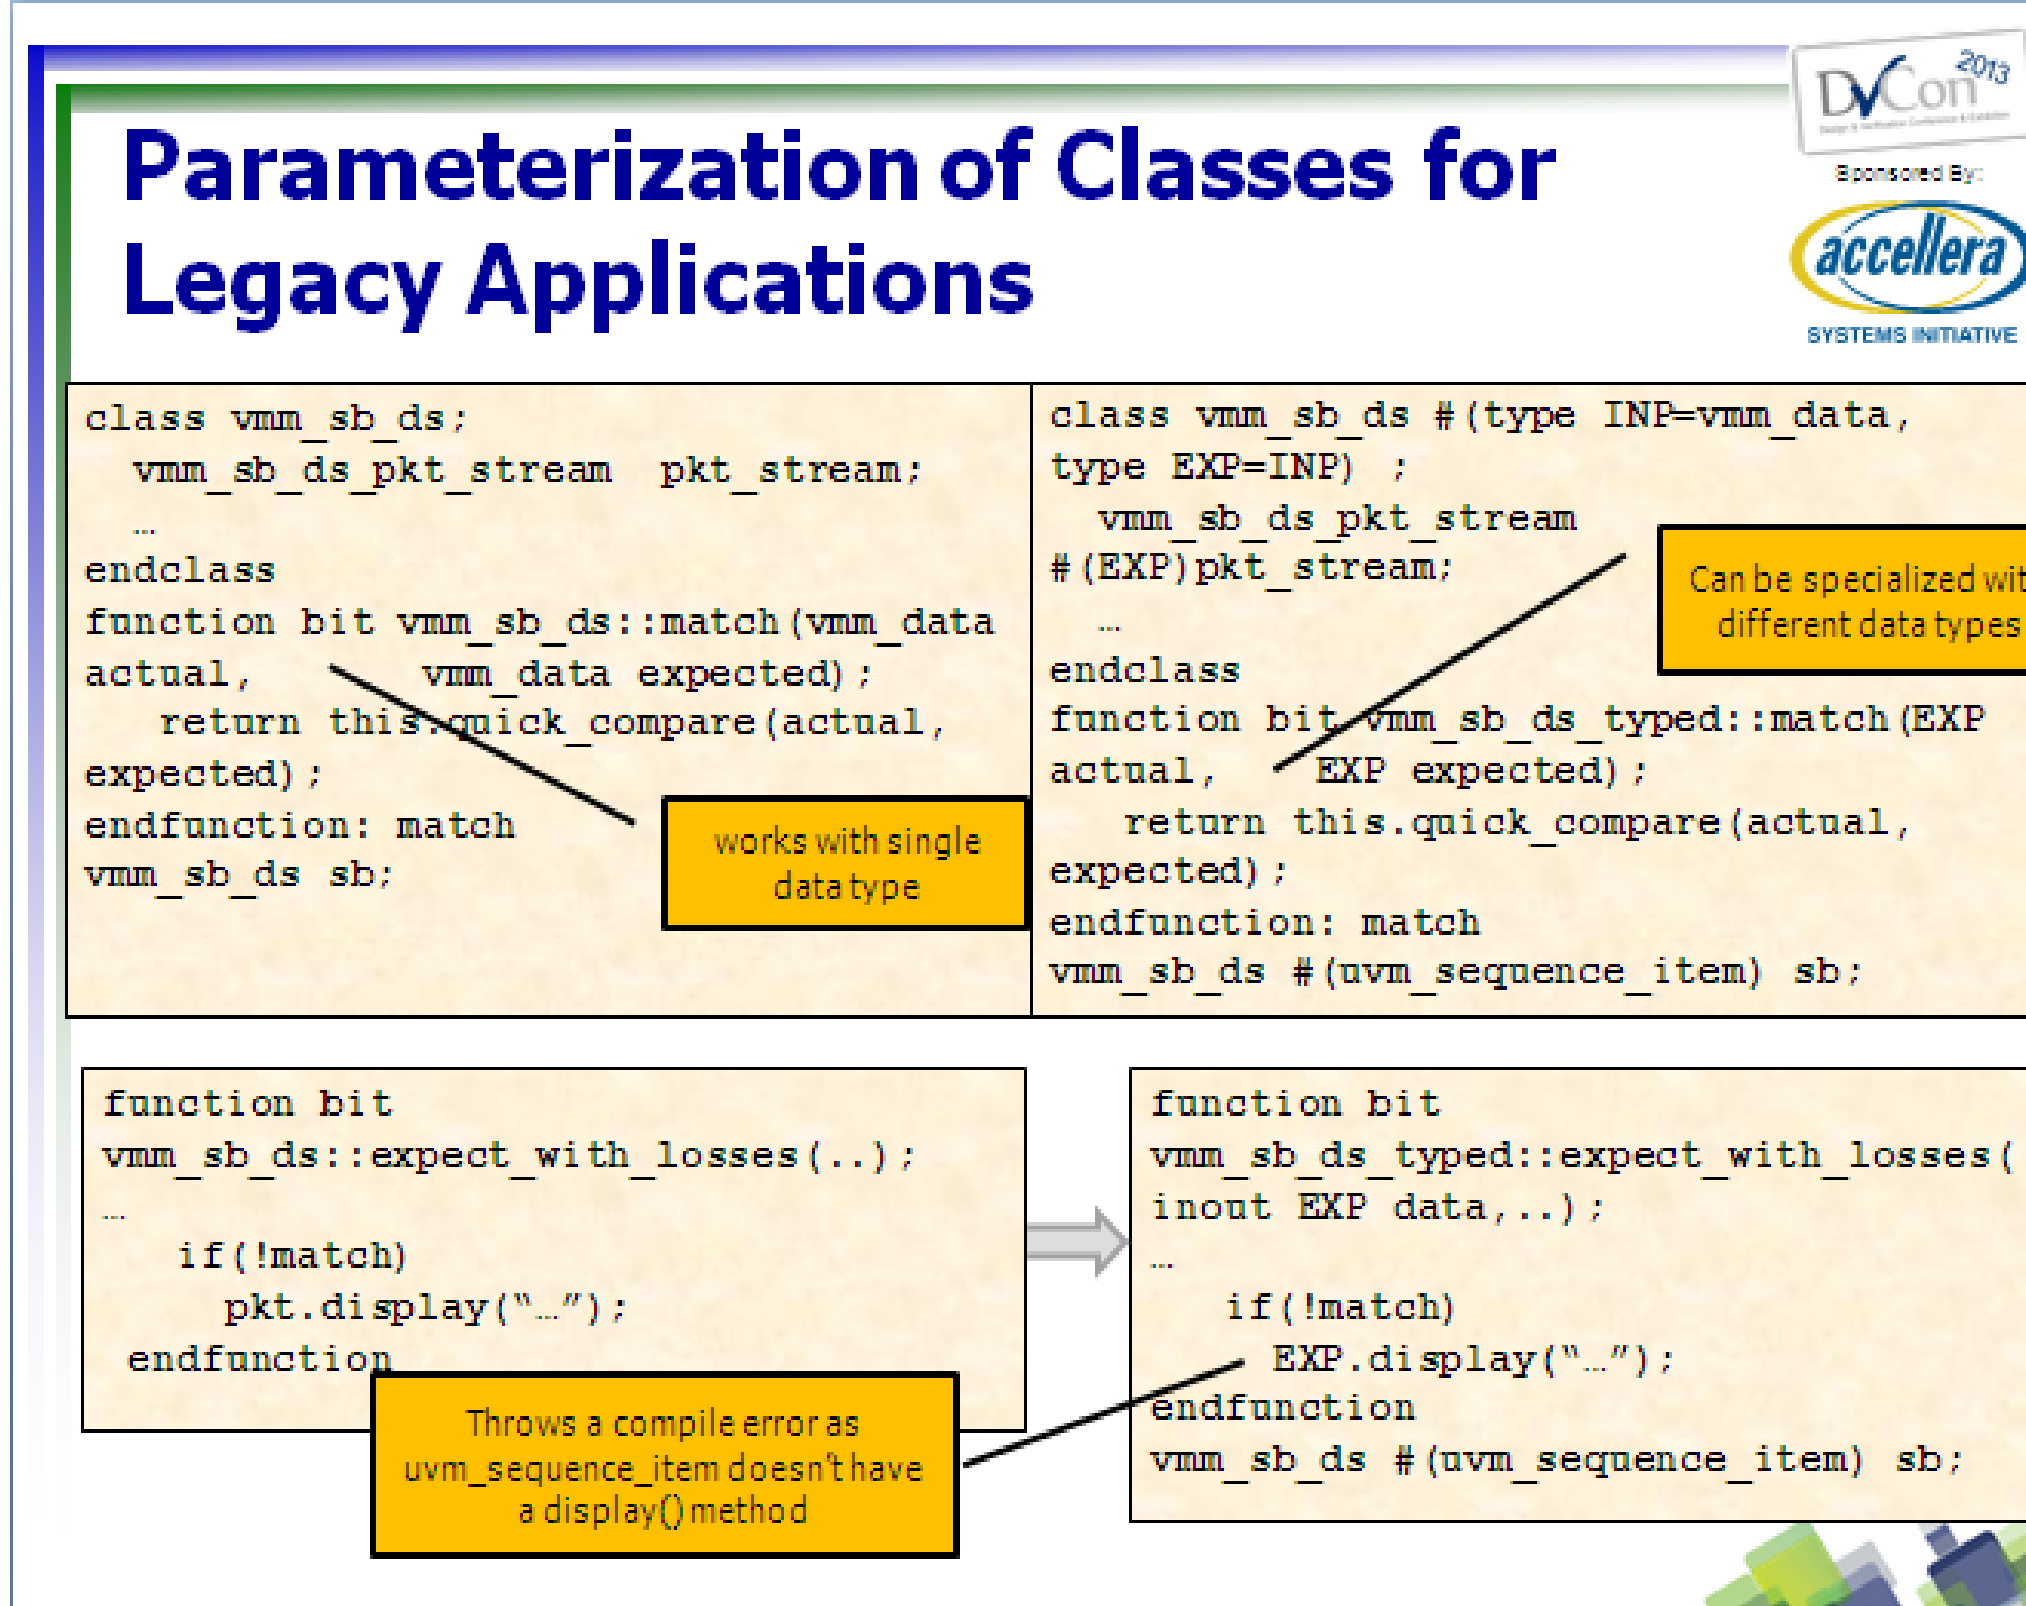 DVCon 2013
Sponsored By:
accellera
SYSTEMS INITIATIVE
Parameterization of Classes for
Legacy Applications
class vmm_sb_ds;
vmm_sb_ds_pkt_stream pkt_stream;
…
endclass
function bit vmm_sb_ds::match(vmm_data
actual, vmm_data expected);
return this.quick_compare(actual,
expected);
endfunction: match
vmm_sb_ds sb;
works with single
data type
class vmm_sb_ds #(type INP=vmm_data,
type EXP=INP) ;
vmm_sb_ds_pkt_stream
#(EXP)pkt_stream;
…
endclass
function bit vmm_sb_ds_typed::match(EXP
actual, EXP expected);
return this.quick_compare(actual,
expected);
endfunction: match
vmm_sb_ds #(uvm_sequence_item) sb;
Can be specialized wit
different data types
function bit
vmm_sb_ds::expect_with_losses(..);
…
if(!match)
pkt.display("…");
endfunction
Throws a compile error as
uvm_sequence_item doesn't have
a display() method
function bit
vmm_sb_ds_typed::expect_with_losses(
inout EXP data,..);
…
if(!match)
EXP.display("…");
endfunction
vmm_sb_ds #(uvm_sequence_item) sb;